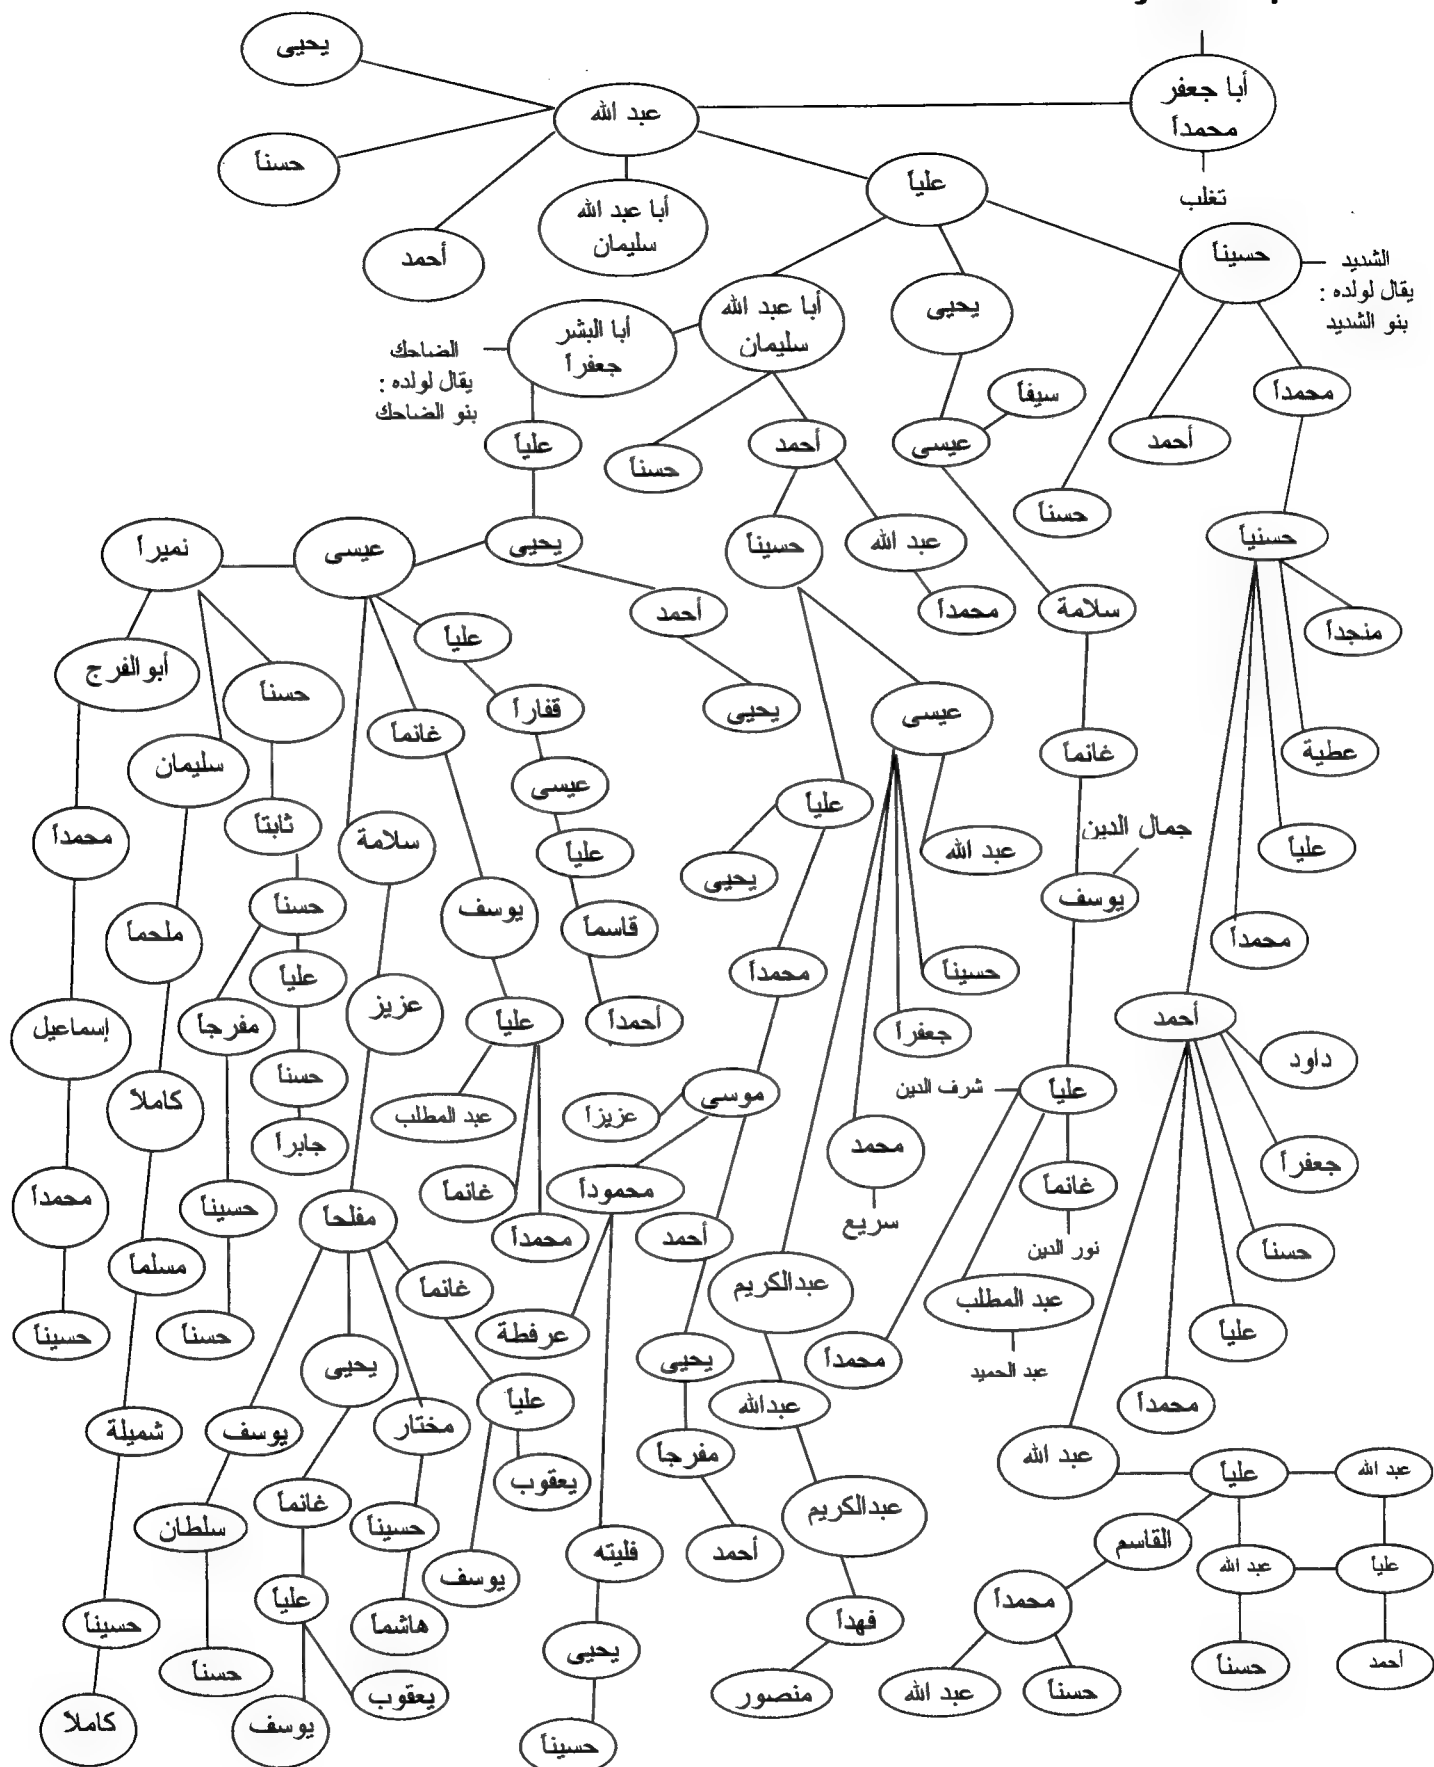 يحيى
أبا جعفر
محمداً
عبد الله
حسناً
علياً
تغلب
أبا عبد الله
سليمان
أحمد
حسيناً
الشديد
يقال لولده :
بنو الشديد
يحيى
أبا عبد الله
سليمان
أبا البشر
جعفراً
الضاحك
يقال لولده :
بنو الضاحك
سيفاً
محمداً
علياً
حسناً
أحمد
عيسى
أحمد
حسناً
نميراً
عيسى
يحيى
حسيناً
عبد الله
حسنياً
أحمد
محمداً
سلامة
منجداً
علياً
أبو الفرج
حسناً
قفاراً
يحيى
عيسى
غانماً
غانماً
عطية
سليمان
عيسى
علياً
جمال الدين
محمداً
ثابتاً
سلامة
علياً
يحيى
عبد الله
علياً
حسناً
يوسف
قاسماً
يوسف
ملحماً
علياً
محمداً
حسيناً
محمداً
إسماعيل
مفرجاً
عزيز
علياً
أحمداً
جعفراً
أحمد
داود
حسناً
كاملاً
عبد المطلب
عزيزاً
موسى
شرف الدين
علياً
جابراً
محمد
جعفراً
محمداً
حسيناً
مفلحاً
غانماً
محموداً
غانماً
سريع
محمداً
أحمد
نور الدين
حسناً
مسلماً
غانماً
عبدالكريم
عبد المطلب
حسيناً
حسناً
يحيى
عرفطة
يحيى
محمداً
عبد الحميد
علياً
علياً
عبدالله
محمداً
شميلة
يوسف
مختار
مفرجاً
عبد الله
علياً
عبد الله
يعقوب
غانماً
سلطان
حسيناً
فليته
أحمد
عبدالكريم
القاسم
يوسف
عبد الله
علياً
علياً
هاشماً
محمداً
حسيناً
فهداً
حسناً
يحيى
حسناً
أحمد
يعقوب
منصور
عبد الله
حسناً
كاملاً
يوسف
حسيناً